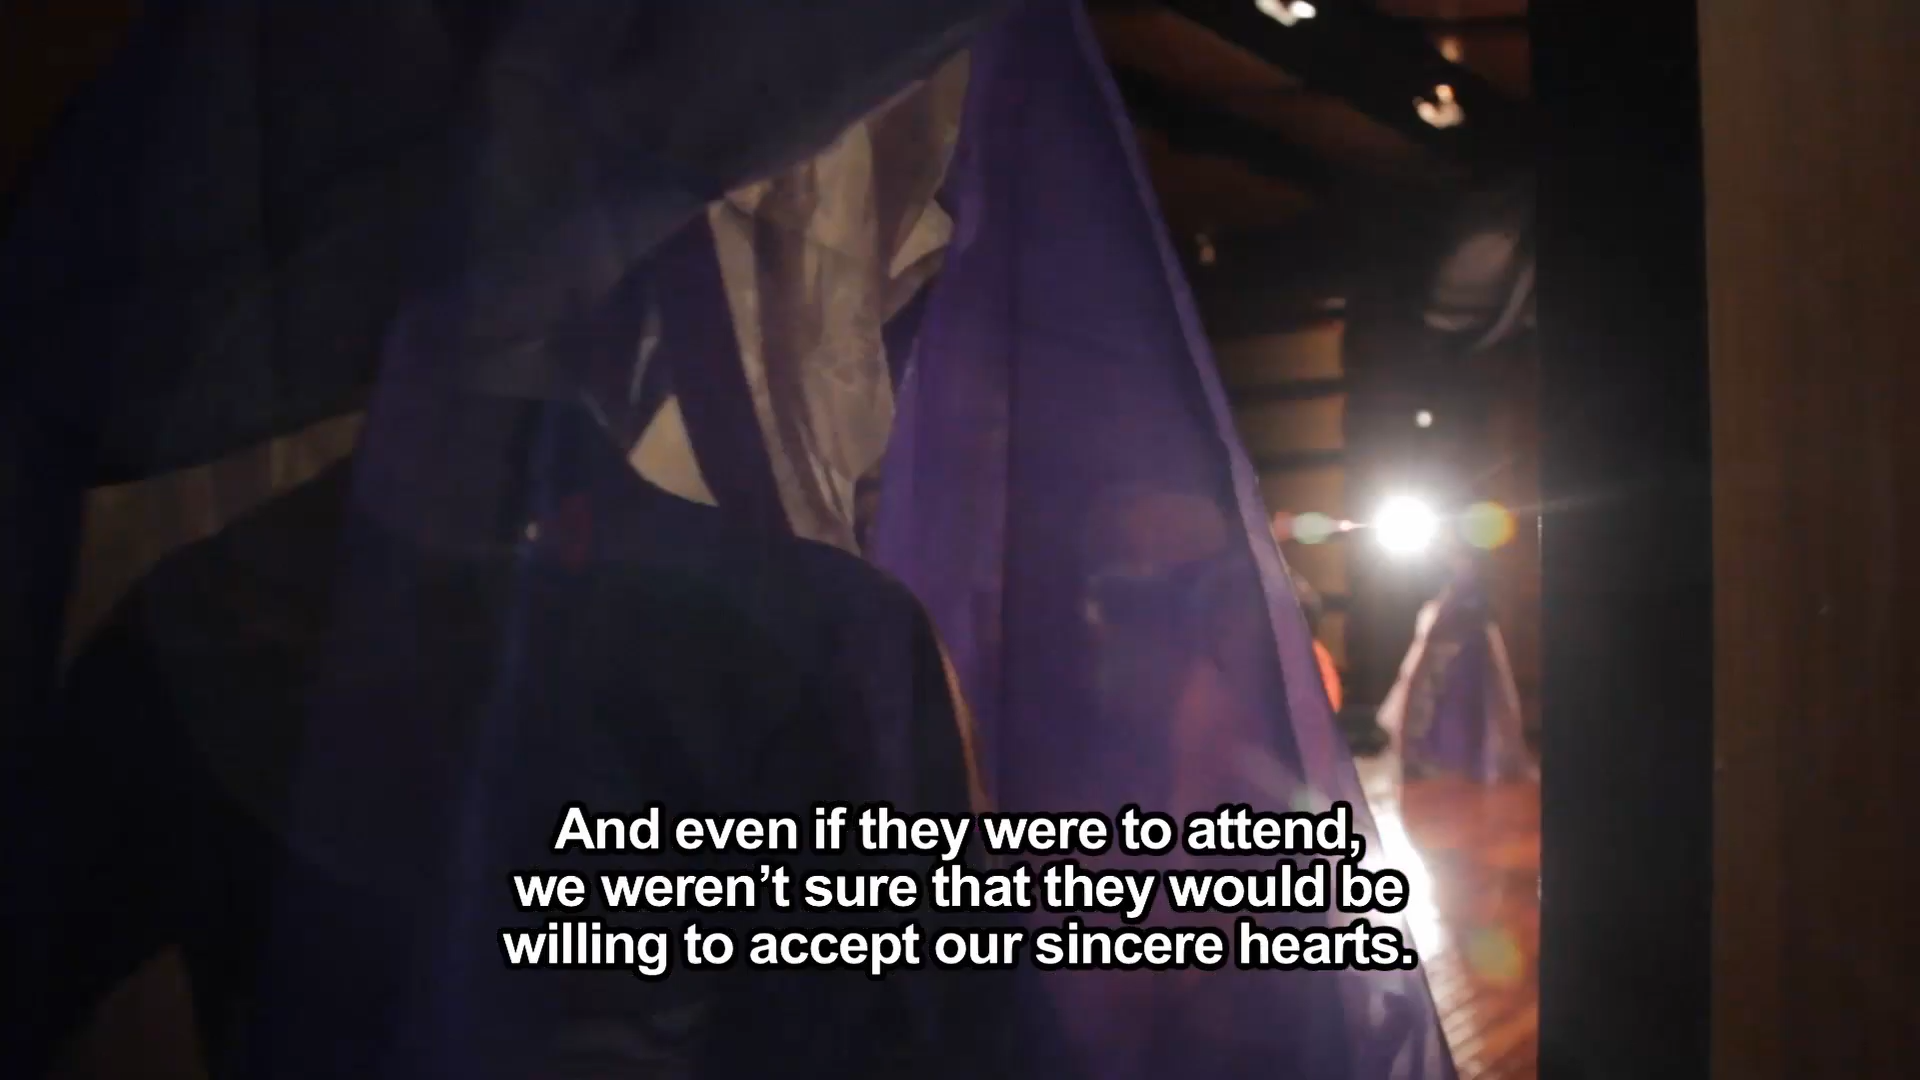 And even if they were to attend,
we weren’t sure that they would be
willing to accept our sincere hearts.